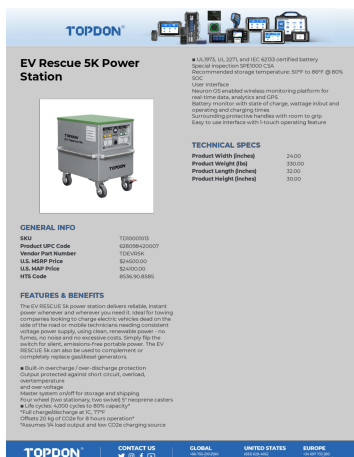 TOPDON
EV Rescue 5K Power
Station
TOPDON
GENERAL INFO
SKU TD10001013
Product UPC Code 628098420007
Vendor Part Number TDEVR5K
U.S. MSRP Price $24500.00
U.S. MAP Price $24100.00
HTS Code 8536.90.8585
FEATURES & BENEFITS
The EV RESCUE 5k power station delivers reliable, instant
power whenever and wherever you need it. Ideal for towing
companies looking to charge electric vehicles dead on the
side of the road or mobile technicians needing consistent
voltage power supply, using clean, renewable power - no
fumes, no noise and no excessive costs. Simply flip the
switch for silent, emissions-free portable power. The EV
RESCUE 5k can also be used to complement or
completely replace gas/diesel generators.
■ Built-in overcharge / over-discharge protection
Output protected against short circuit, overload,
overtemperature
and over-voltage
Master system on/off for storage and shipping
Four wheel (two stationary, two swivel) 5" neoprene casters
■ Life cycles: 4,000 cycles to 80% capacity*
*Full charge/discharge at 1C, 77°F
Offsets 20 kg of CO2e for 8 hours operation*
*Assumes 1/4 load output and low CO2e charging source
■ UL1973, UL 2271, and IEC 62133 certified battery
Special Inspection SPE1000 CSA
Recommended storage temperature: 51°F to 86°F @ 80%
SOC
User Interface
Neuron OS enabled wireless monitoring platform for
real-time data, analytics and GPS
Battery monitor with state of charge, wattage in/out and
operating and charging times
Surrounding protective handles with room to grip
Easy to use interface with 1-touch operating feature
TECHNICAL SPECS
Product Width (inches) 24.00
Product Weight (lbs) 330.00
Product Length (inches) 32.00
Product Height (inches) 30.00
TOPDON
CONTACT US
GLOBAL
UNITED STATES
EUROPE